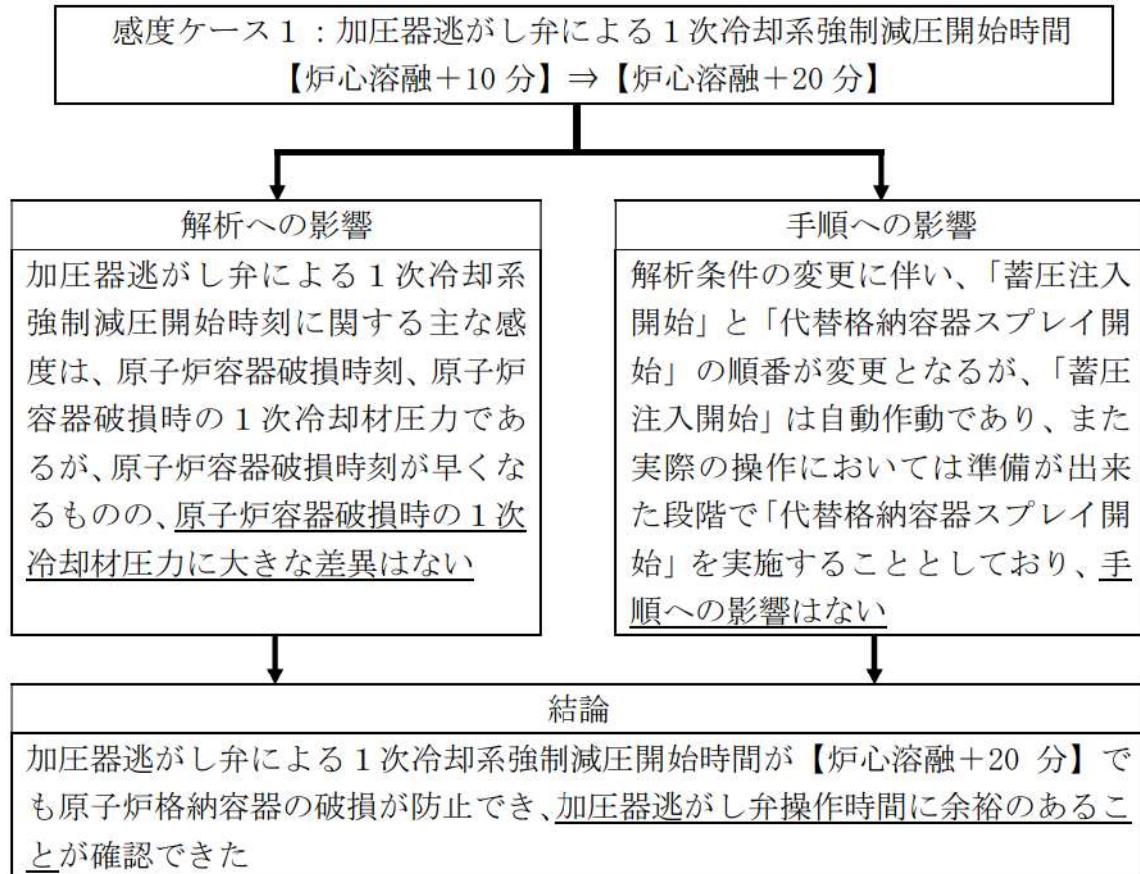 感度ケース１：加圧器逃がし弁による１次冷却系強制減圧開始時間
【炉心溶融＋10 分】⇒【炉心溶融＋20 分】
解析への影響
加圧器逃がし弁による１次冷却系
強制減圧開始時刻に関する主な感
度は、原子炉容器破損時刻、原子炉
容器破損時の１次冷却材圧力であ
るが、原子炉容器破損時刻が早くな
るものの、原子炉容器破損時の１次
冷却材圧力に大きな差異はない
手順への影響
解析条件の変更に伴い、「蓄圧注入
開始」と「代替格納容器スプレイ開
始」の順番が変更となるが、「蓄圧
注入開始」は自動作動であり、また
実際の操作においては準備が出来
た段階で「代替格納容器スプレイ開
始」を実施することとしており、手
順への影響はない
結論
加圧器逃がし弁による１次冷却系強制減圧開始時間が【炉心溶融＋20 分】で
も原子炉格納容器の破損が防止でき、加圧器逃がし弁操作時間に余裕のあるこ
とが確認できた